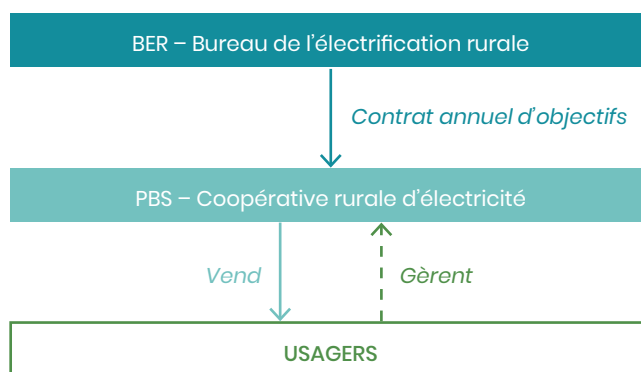 BER – Bureau de l’électrification rurale
Contrat annuel d’objectifs
PBS – Coopérative rurale d’électricité
Vend
Gèrent
USAGERS